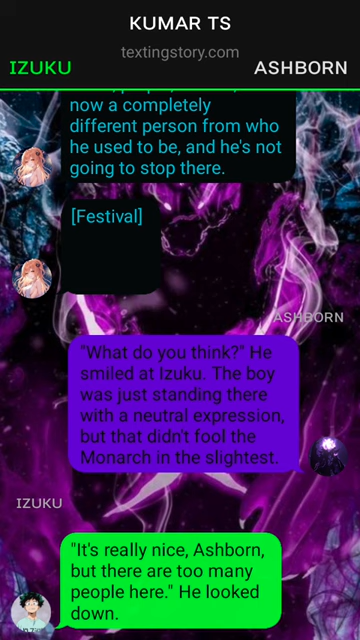 KUMAR TS
textingstory.com
IZUKU
ASHBORN
now a completely
different person from who
he used to be, and he's not
going to stop there.
[Festival]
ASHBORN
"What do you think?" He
smiled at Izuku. The boy
was just standing there
with a neutral expression,
but that didn't fool the
Monarch in the slightest.
IZUKU
"It's really nice, Ashborn,
but there are too many
people here." He looked
down.